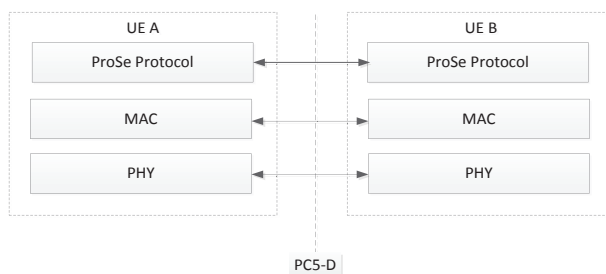 UE A
UE B
ProSe Protocol
ProSe Protocol
MAC
MAC
PHY
PHY
PC5-D